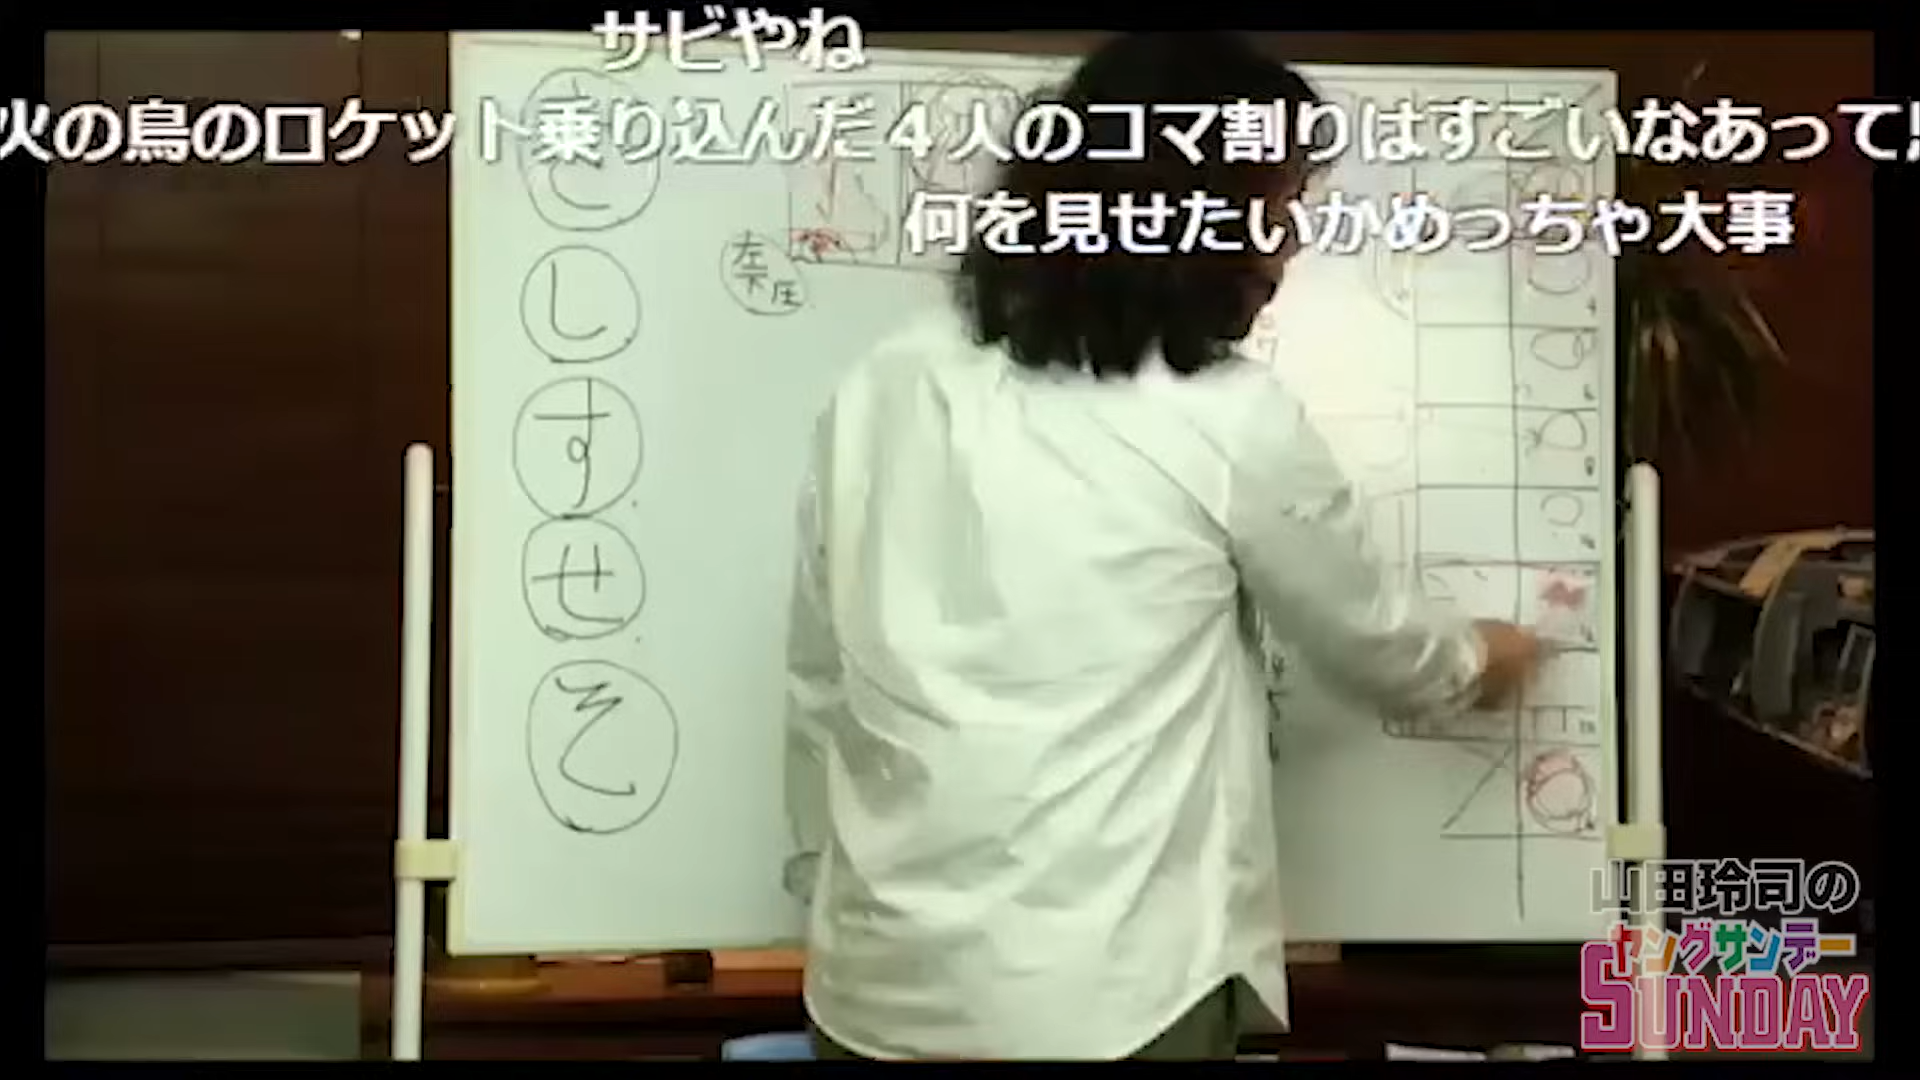 サビやね
火の鳥のロケット乗り込んだ4人のコマ割りはすごいなあって
何を見せたいかめっちゃ大事
さ
し
す
せ
そ
左下圧
山田玲司の
ヤングサンデー
SUNDAY